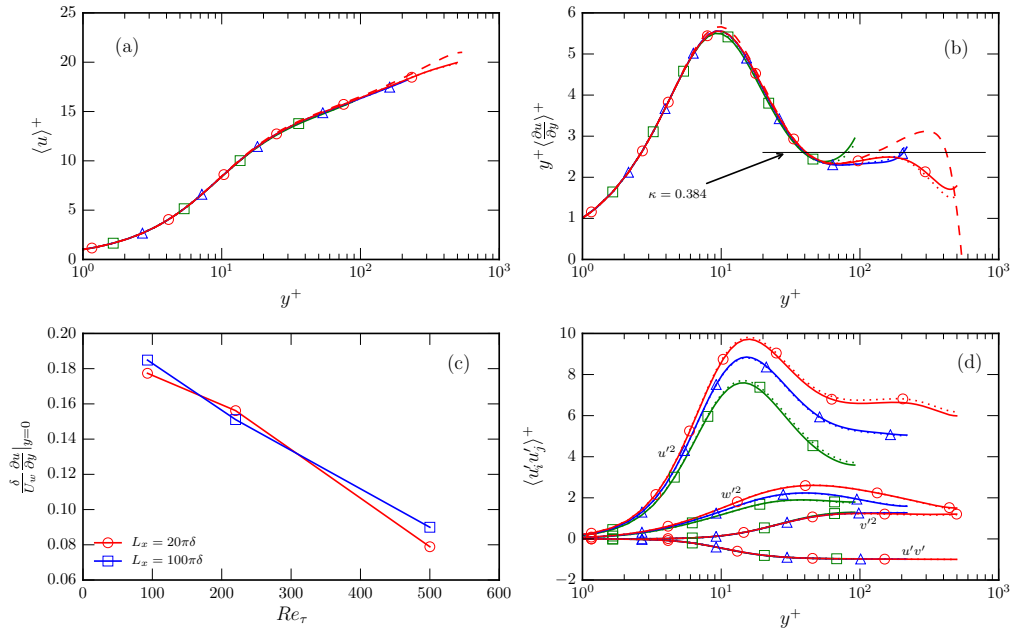 (a)
25
20
15
10
5
0
⟨u⟩⁺
10⁰ 10¹ 10² 10³
y⁺
(b)
6
5
4
3
2
1
0
y⁺⟨∂u/∂y⟩⁺
κ = 0.384
10⁰ 10¹ 10² 10³
y⁺
(c)
0.20
0.18
0.16
0.14
0.12
0.10
0.08
0.06
δ/U_w ∂u/∂y|y=0
L_x = 20πδ
L_x = 100πδ
0 100 200 300 400 500 600
Re_τ
(d)
10
8
6
4
2
0
−2
⟨u′_i u′_j⟩⁺
u′²
w′²
v′²
u′v′
10⁰ 10¹ 10² 10³
y⁺